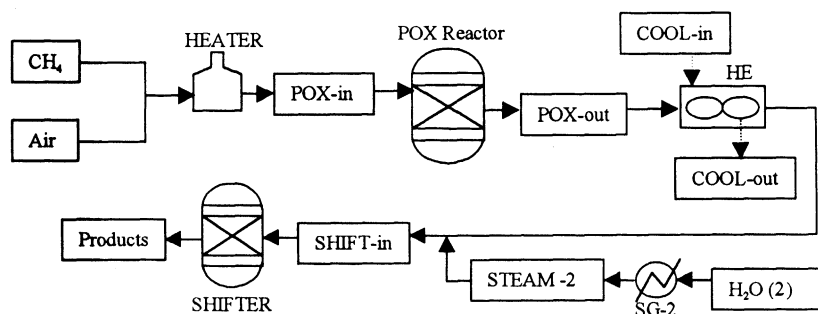 HEATER
POX Reactor
COOL-in
CH₄
HE
POX-in
POX-out
Air
COOL-out
Products
SHIFT-in
STEAM -2
H₂O (2)
SG-2
SHIFTER